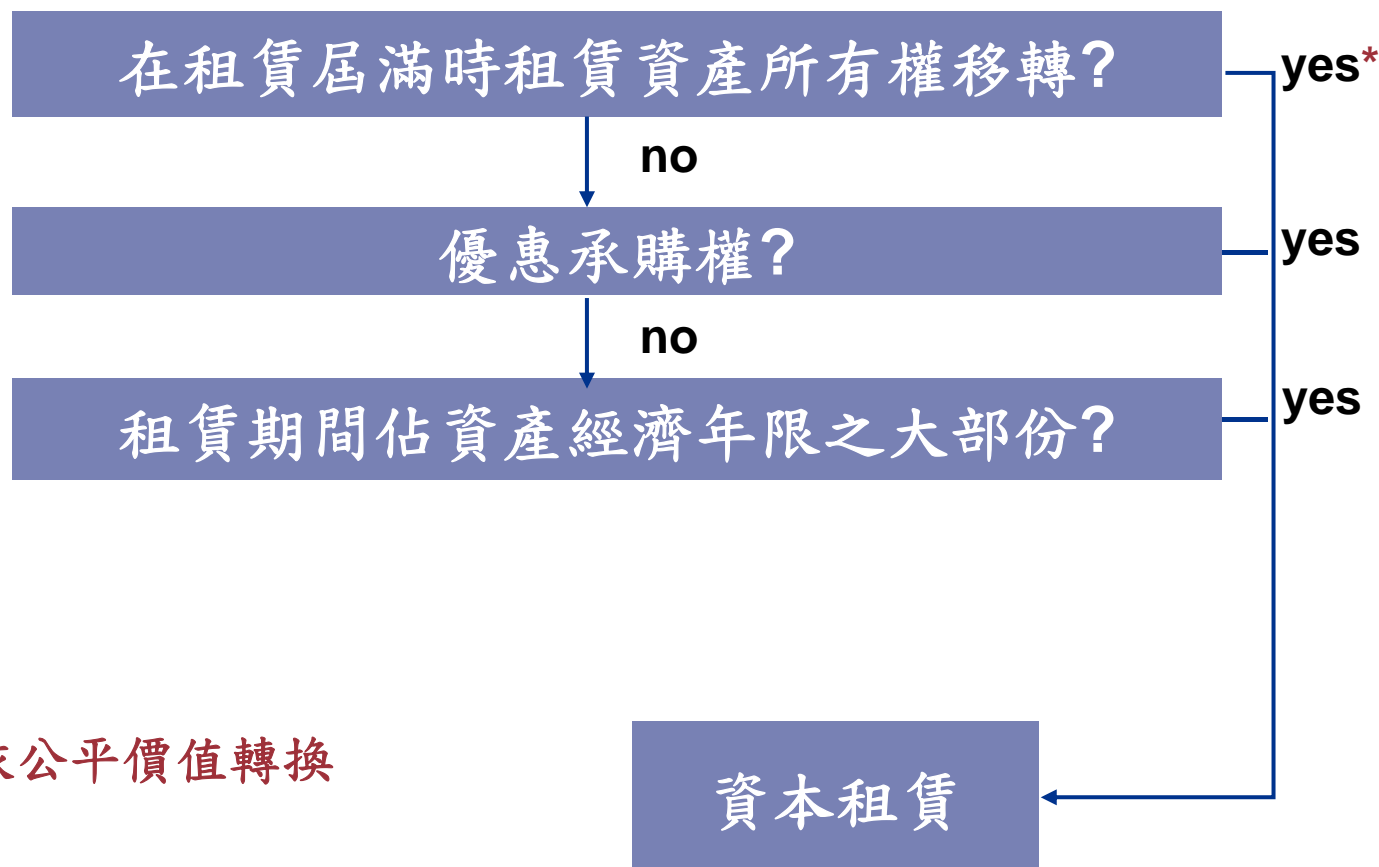 在租賃屆滿時租賃資產所有權移轉?
yes*
no
優惠承購權?
yes
no
租賃期間佔資產經濟年限之大部份?
yes
公平價值轉換
資本租賃